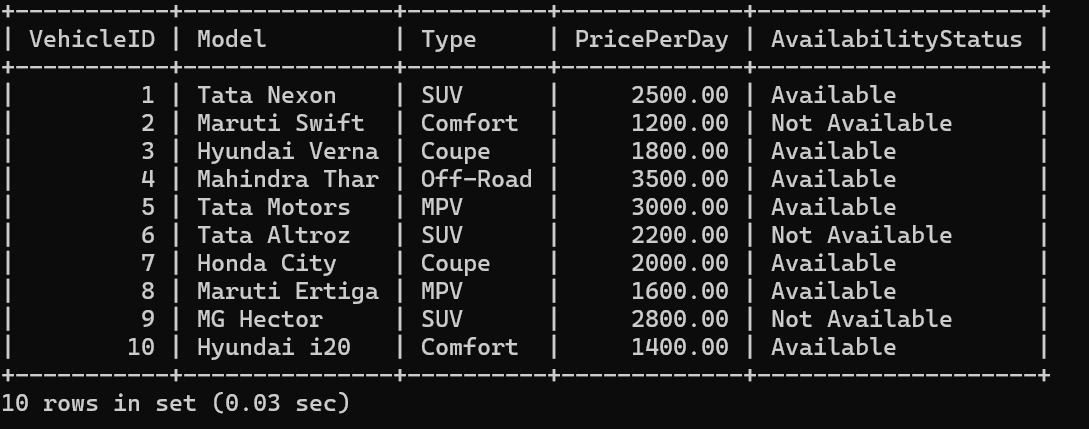 +-----------+---------------+----------+-------------+--------------------+
| VehicleID | Model         | Type     | PricePerDay | AvailabilityStatus |
+-----------+---------------+----------+-------------+--------------------+
|         1 | Tata Nexon    | SUV      |     2500.00 | Available          |
|         2 | Maruti Swift  | Comfort  |     1200.00 | Not Available      |
|         3 | Hyundai Verna | Coupe    |     1800.00 | Available          |
|         4 | Mahindra Thar | Off-Road |     3500.00 | Available          |
|         5 | Tata Motors   | MPV      |     3000.00 | Available          |
|         6 | Tata Altroz   | SUV      |     2200.00 | Not Available      |
|         7 | Honda City    | Coupe    |     2000.00 | Available          |
|         8 | Maruti Ertiga | MPV      |     1600.00 | Available          |
|         9 | MG Hector     | SUV      |     2800.00 | Not Available      |
|        10 | Hyundai i20   | Comfort  |     1400.00 | Available          |
+-----------+---------------+----------+-------------+--------------------+
10 rows in set (0.03 sec)